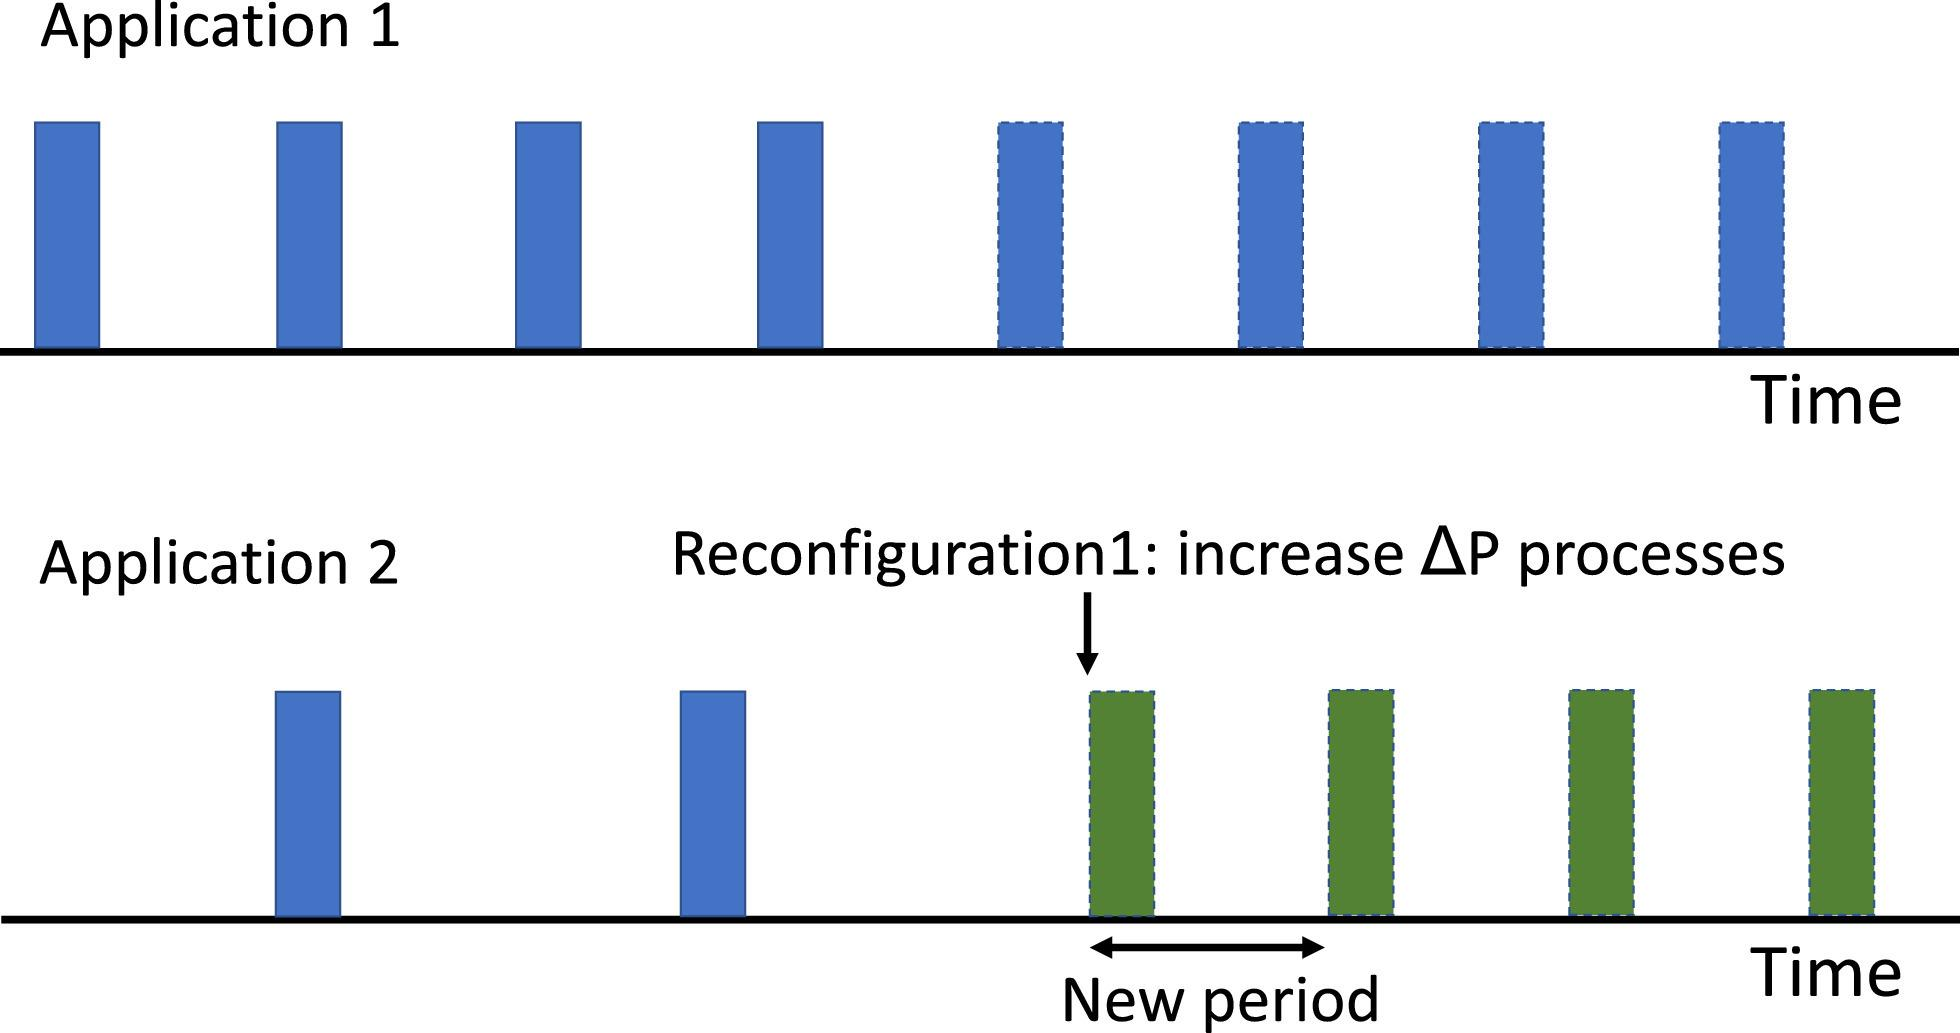 Application 1
Time
Application 2
Reconfiguration1: increase ΔP processes
New period
Time